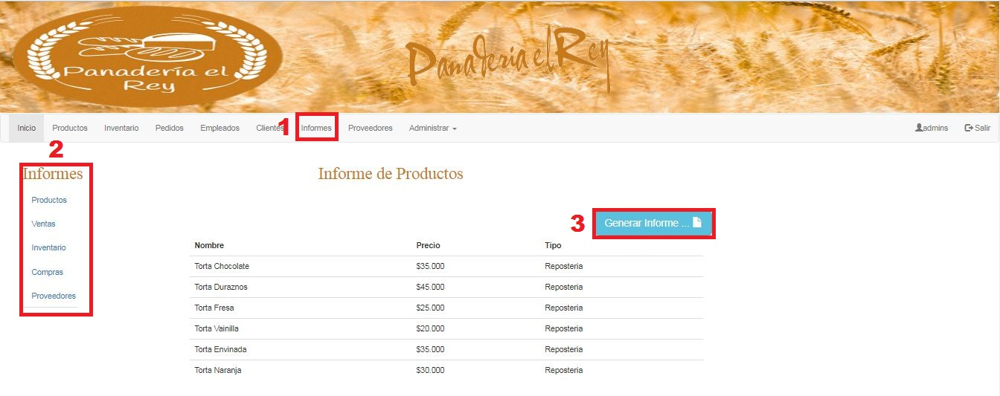 Panadería el
Rey
Panaderia el Rey
Inicio Productos Inventario Pedidos Empleados Clientes 1 Informes Proveedores Administrar admins Salir
2
Informes
Productos
Ventas
Inventario
Compras
Proveedores
Informe de Productos
3 Generar Informe ...
Nombre Precio Tipo
Torta Chocolate $35.000 Reposteria
Torta Duraznos $45.000 Reposteria
Torta Fresa $25.000 Reposteria
Torta Vainilla $20.000 Reposteria
Torta Envinada $35.000 Reposteria
Torta Naranja $30.000 Reposteria